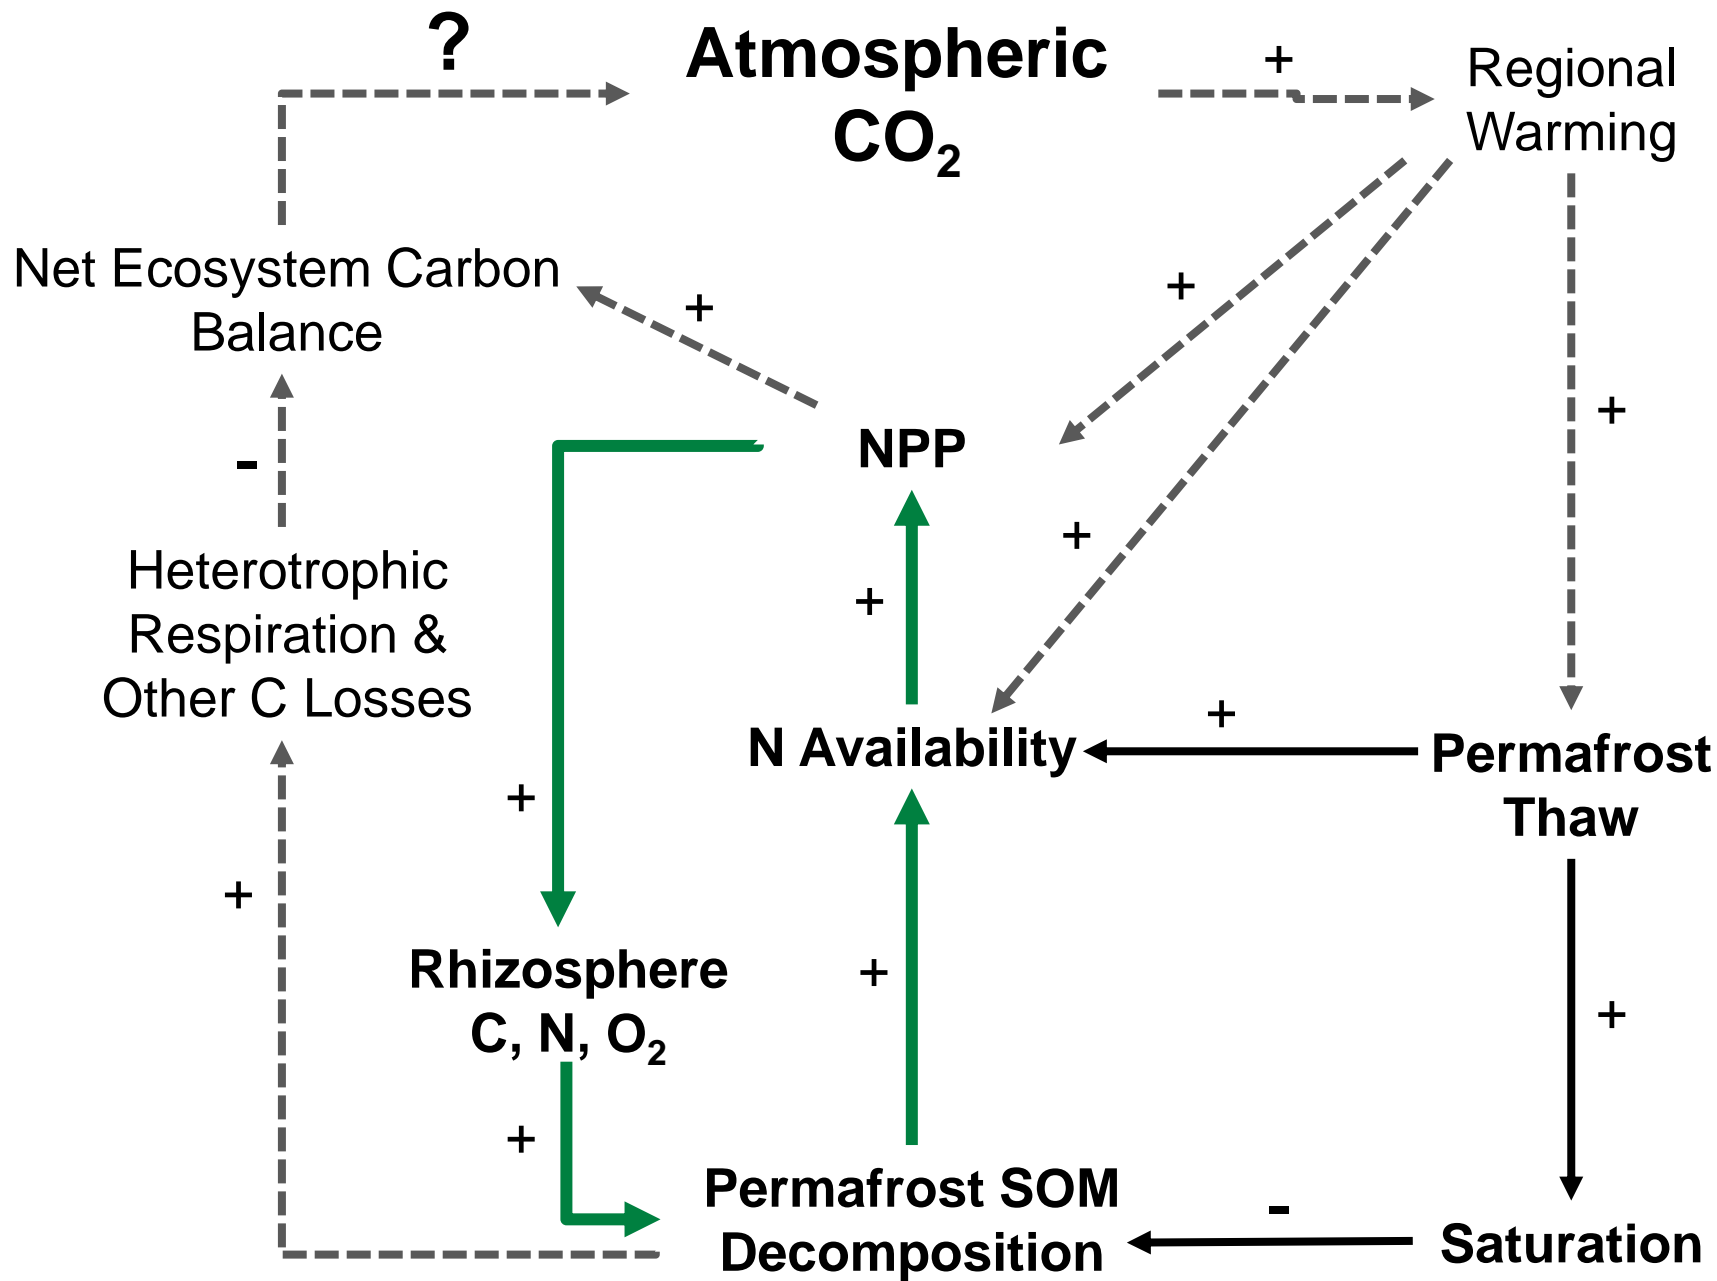 ?
Atmospheric
CO₂
+
Regional
Warming
Net Ecosystem Carbon
Balance
+
+
+
-
NPP
+
Heterotrophic
Respiration &
Other C Losses
+
N Availability
+
Permafrost
Thaw
+
+
Rhizosphere
C, N, O₂
+
+
+
Permafrost SOM
Decomposition
-
Saturation